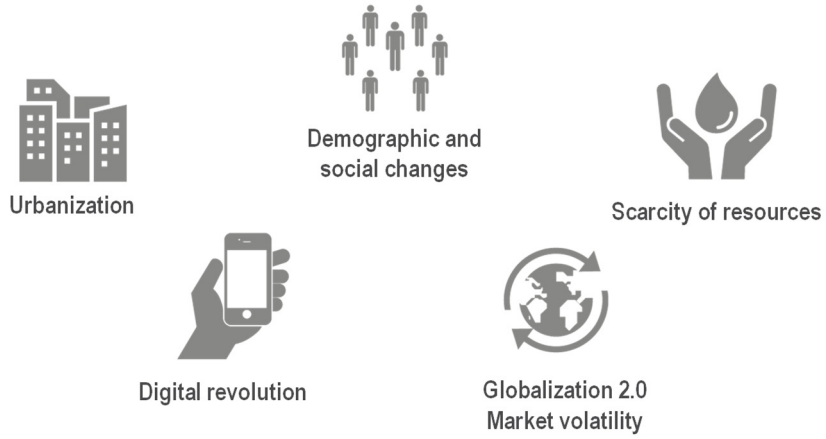 Demographic and
social changes
Urbanization
Scarcity of resources
Digital revolution
Globalization 2.0
Market volatility